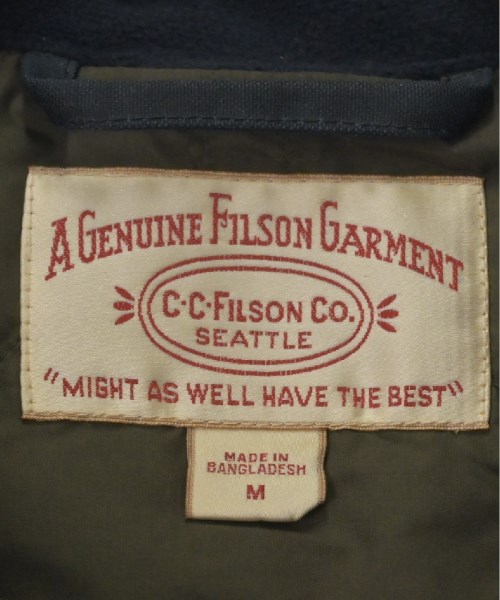 A GENUINE FILSON GARMENT
C·C·FILSON CO.
SEATTLE
"MIGHT AS WELL HAVE THE BEST"
MADE IN
BANGLADESH
M